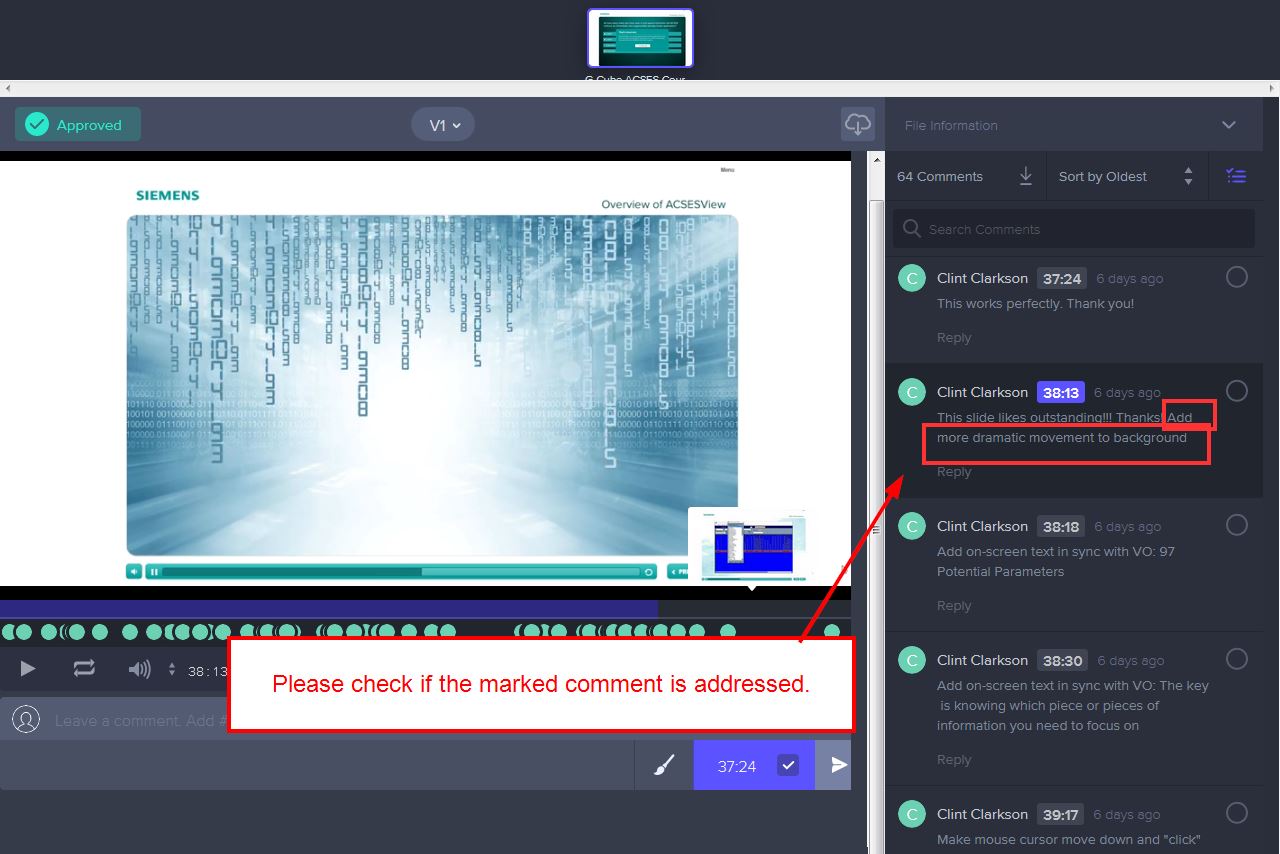 G Cube ACSES Cour
Approved
V1
File Information
64 Comments
Sort by Oldest
Search Comments
Menu
SIEMENS
Overview of ACSESView
Clint Clarkson 37:24 6 days ago
This works perfectly. Thank you!
Reply
Clint Clarkson 38:13 6 days ago
This slide likes outstanding!!! Thanks! Add
more dramatic movement to background
Reply
Clint Clarkson 38:18 6 days ago
Add on-screen text in sync with VO: 97
Potential Parameters
Reply
Clint Clarkson 38:30 6 days ago
Add on-screen text in sync with VO: The key
is knowing which piece or pieces of
information you need to focus on
Reply
Clint Clarkson 39:17 6 days ago
Make mouse cursor move down and "click"
38:13
Please check if the marked comment is addressed.
Leave a comment. Add #
37:24